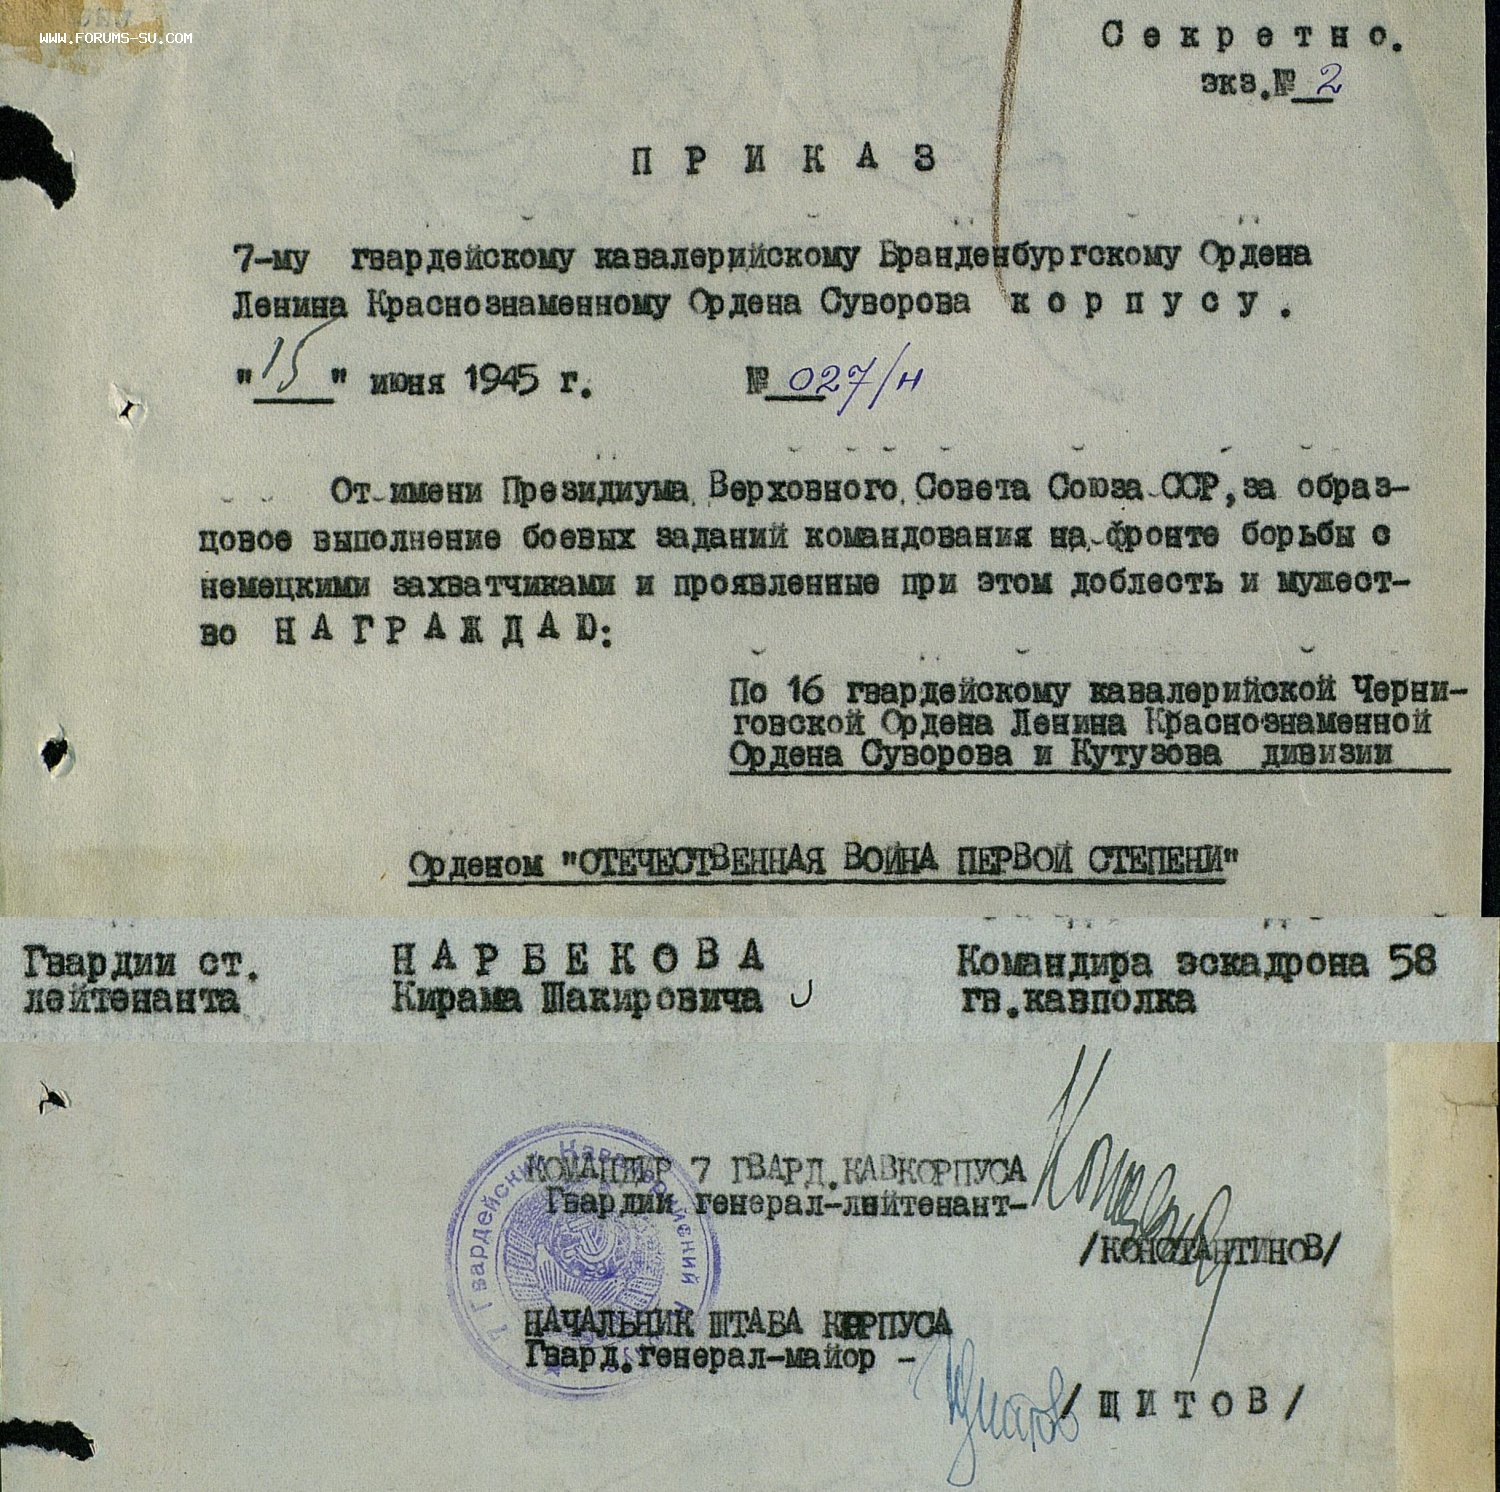 WWW.FORUMS-SU.COM
Секретно.
экз.№ 2
ПРИКАЗ
7-му гвардейскому кавалерийскому Бранденбургскому Ордена
Ленина Краснознаменному Ордена Суворова корпусу.
"15" июня 1945 г. № 027/н
От имени Президиума Верховного Совета Союза ССР, за образ-
цовое выполнение боевых заданий командования на фронте борьбы с
немецкими захватчиками и проявленные при этом доблесть и мужест-
во НАГРАЖДАЮ:
По 16 гвардейскому кавалерийской Черни-
говской Ордена Ленина Краснознаменной
Ордена Суворова и Кутузова дивизии
Орденом "ОТЕЧЕСТВЕННАЯ ВОЙНА ПЕРВОЙ СТЕПЕНИ"
Гвардии ст. НАРБЕКОВА Командира эскадрона 58
лейтенанта Кирама Шакировича гв.кавполка
КОМАНДИР 7 ГВАРД.КАВКОРПУСА
Гвардии генерал-лейтенант-
/КОНСТАНТИНОВ/
НАЧАЛЬНИК ШТАБА КОРПУСА
Гвард.генерал-майор -
/ЩИТОВ/
7 Гвардейский Кавалерийский